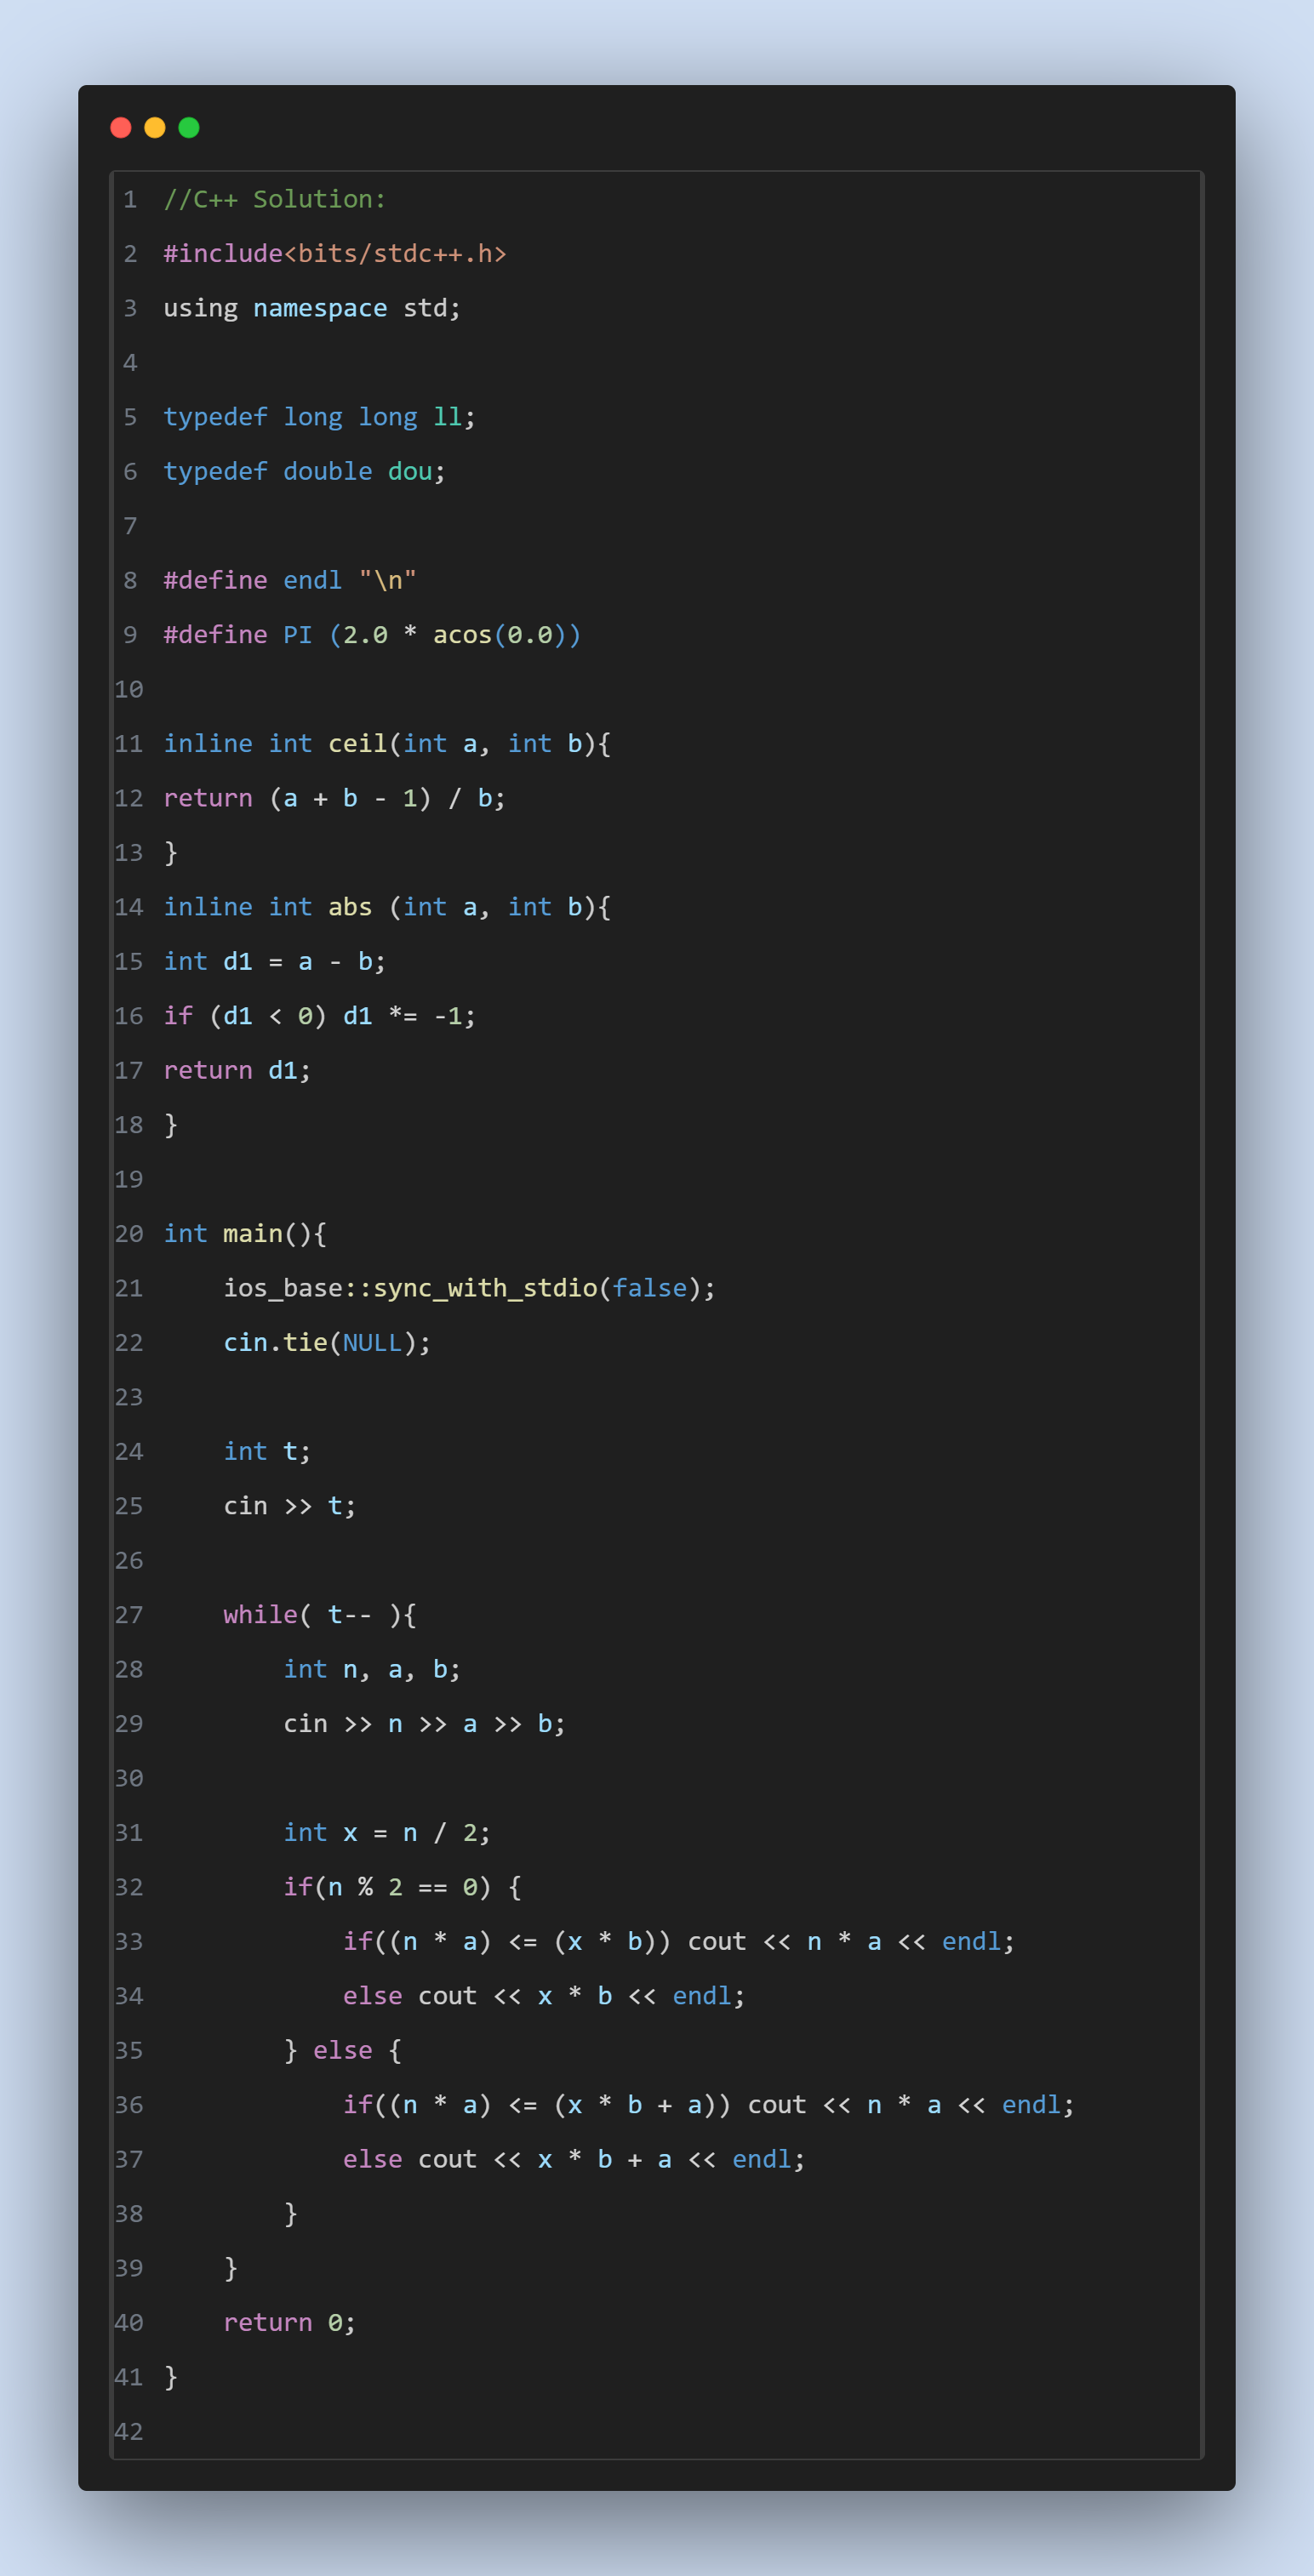 1 //C++ Solution:
2 #include<bits/stdc++.h>
3 using namespace std;
4
5 typedef long long ll;
6 typedef double dou;
7
8 #define endl "\n"
9 #define PI (2.0 * acos(0.0))
10
11 inline int ceil(int a, int b){
12 return (a + b - 1) / b;
13 }
14 inline int abs (int a, int b){
15 int d1 = a - b;
16 if (d1 < 0) d1 *= -1;
17 return d1;
18 }
19
20 int main(){
21     ios_base::sync_with_stdio(false);
22     cin.tie(NULL);
23
24     int t;
25     cin >> t;
26
27     while( t-- ){
28         int n, a, b;
29         cin >> n >> a >> b;
30
31         int x = n / 2;
32         if(n % 2 == 0) {
33             if((n * a) <= (x * b)) cout << n * a << endl;
34             else cout << x * b << endl;
35         } else {
36             if((n * a) <= (x * b + a)) cout << n * a << endl;
37             else cout << x * b + a << endl;
38         }
39     }
40     return 0;
41 }
42